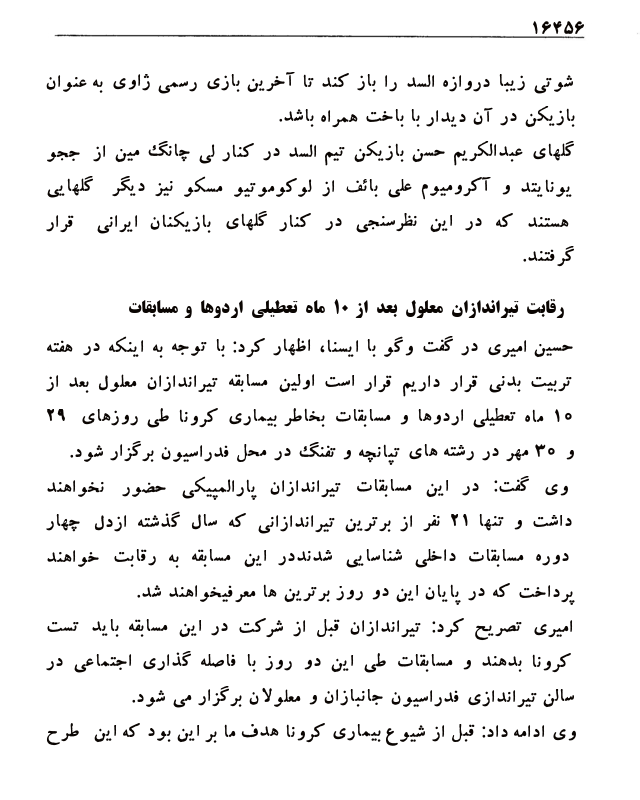 ۱۶۴۵۶
شوتی زیبا دروازه السد را باز کند تا آخرین بازی رسمی ژاوی به عنوان
بازیکن در آن دیدار با باخت همراه باشد.
گلهای عبدالکریم حسن بازیکن تیم السد در کنار لی چانگ مین از ججو
یونایتد و آکرومیوم علی بائف از لوکوموتیو مسکو نیز دیگر گلهایی
هستند که در این نظرسنجی در کنار گلهای بازیکنان ایرانی قرار
گرفتند.
رقابت تیراندازان معلول بعد از ۱۰ ماه تعطیلی اردوها و مسابقات
حسین امیری در گفت وگو با ایسنا، اظهار کرد: با توجه به اینکه در هفته
تربیت بدنی قرار داریم قرار است اولین مسابقه تیراندازان معلول بعد از
۱۰ ماه تعطیلی اردوها و مسابقات بخاطر بیماری کرونا طی روزهای ۲۹
و ۳۰ مهر در رشته های تپانچه و تفنگ در محل فدراسیون برگزار شود.
وی گفت: در این مسابقات تیراندازان پارالمپیکی حضور نخواهند
داشت و تنها ۲۱ نفر از برترین تیراندازانی که سال گذشته ازدل چهار
دوره مسابقات داخلی شناسایی شدنددر این مسابقه به رقابت خواهند
پرداخت که در پایان این دو روز برترین ها معرفیخواهند شد.
امیری تصریح کرد: تیراندازان قبل از شرکت در این مسابقه باید تست
کرونا بدهند و مسابقات طی این دو روز با فاصله گذاری اجتماعی در
سالن تیراندازی فدراسیون جانبازان و معلولان برگزار می شود.
وی ادامه داد: قبل از شیوع بیماری کرونا هدف ما بر این بود که این طرح